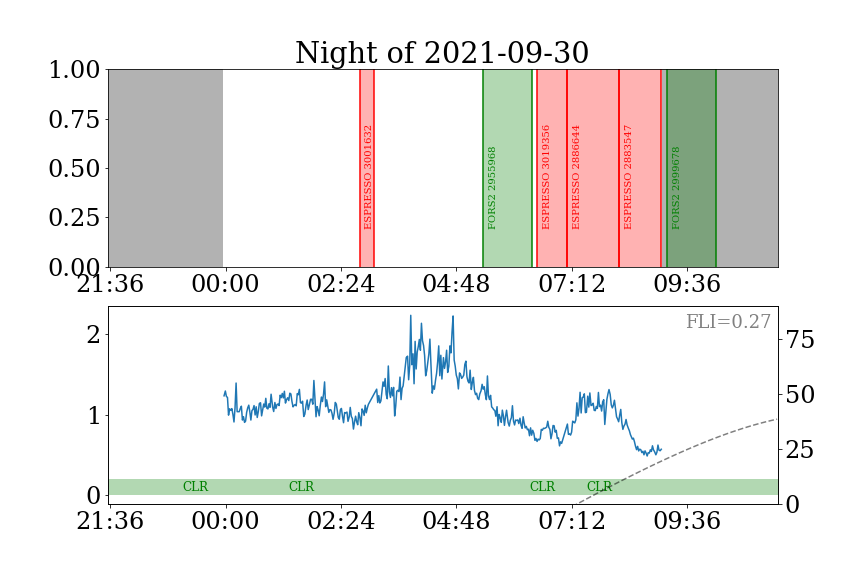 Night of 2021-09-30
1.00
0.75
0.50
0.25
0.00
ESPRESSO 3001632
FORS2 2955968
ESPRESSO 3019356
ESPRESSO 2886644
ESPRESSO 2883547
FORS2 2999678
21:36 00:00 02:24 04:48 07:12 09:36
FLI=0.27
2
1
0
75
50
25
0
CLR CLR CLR CLR
21:36 00:00 02:24 04:48 07:12 09:36